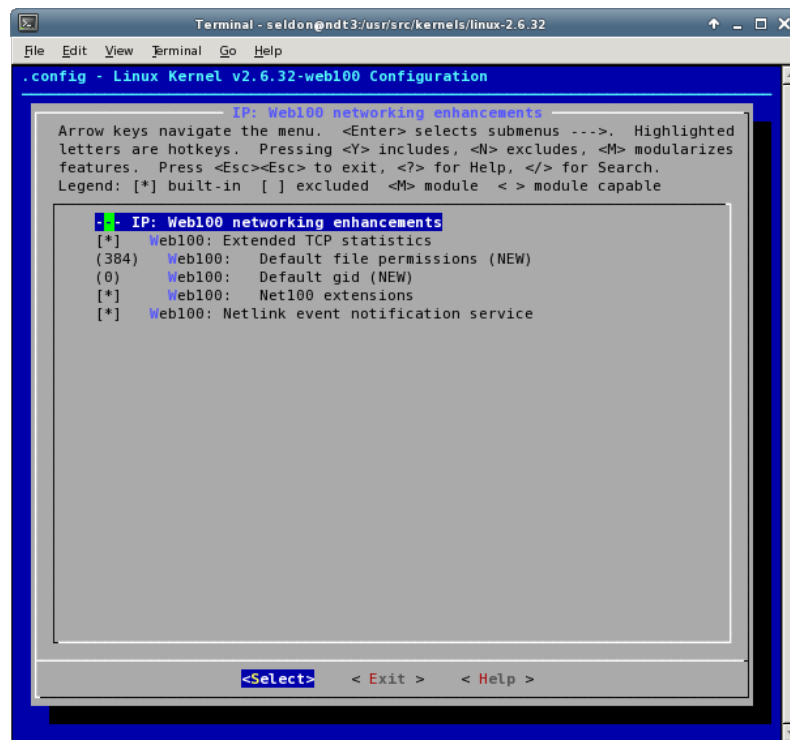 Terminal - seldon@ndt3:/usr/src/kernels/linux-2.6.32
File Edit View Terminal Go Help
.config - Linux Kernel v2.6.32-web100 Configuration
IP: Web100 networking enhancements
Arrow keys navigate the menu. <Enter> selects submenus --->. Highlighted
letters are hotkeys. Pressing <Y> includes, <N> excludes, <M> modularizes
features. Press <Esc><Esc> to exit, <?> for Help, </> for Search.
Legend: [*] built-in [ ] excluded <M> module < > module capable
--- IP: Web100 networking enhancements
[*] Web100: Extended TCP statistics
(384) Web100: Default file permissions (NEW)
(0) Web100: Default gid (NEW)
[*] Web100: Net100 extensions
[*] Web100: Netlink event notification service
<Select> < Exit > < Help >